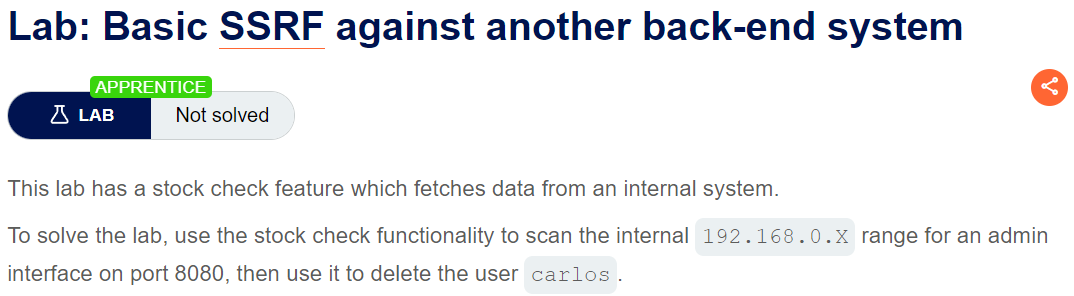 Lab: Basic SSRF against another back-end system
APPRENTICE
LAB Not solved
This lab has a stock check feature which fetches data from an internal system.
To solve the lab, use the stock check functionality to scan the internal 192.168.0.X range for an admin
interface on port 8080, then use it to delete the user carlos.